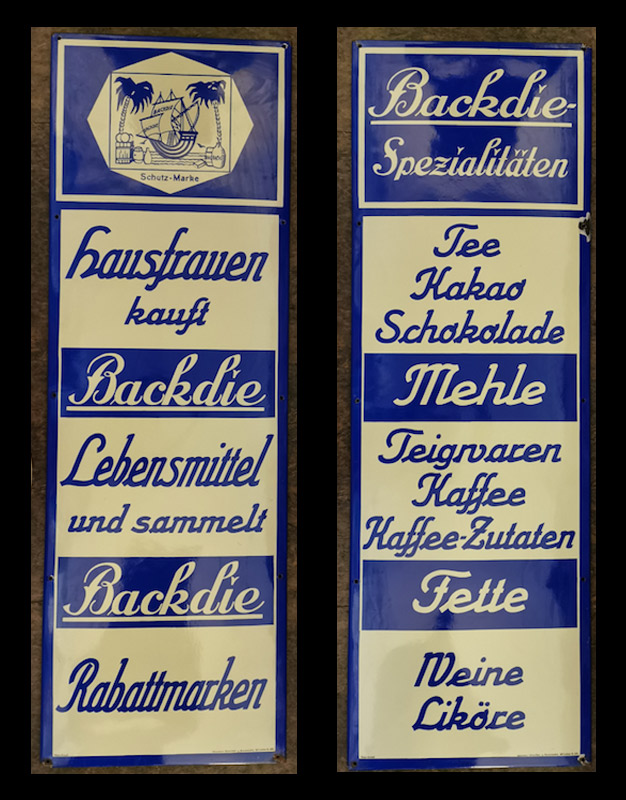 BACKDIE
Schutz-Marke
Hausfrauen
kauft
Backdie
Lebensmittel
und sammelt
Backdie
Rabattmarken
Backdie-
Spezialitäten
Tee
Kakao
Schokolade
Mehle
Teigwaren
Kaffee
Kaffee-Zutaten
Fette
Weine
Liköre